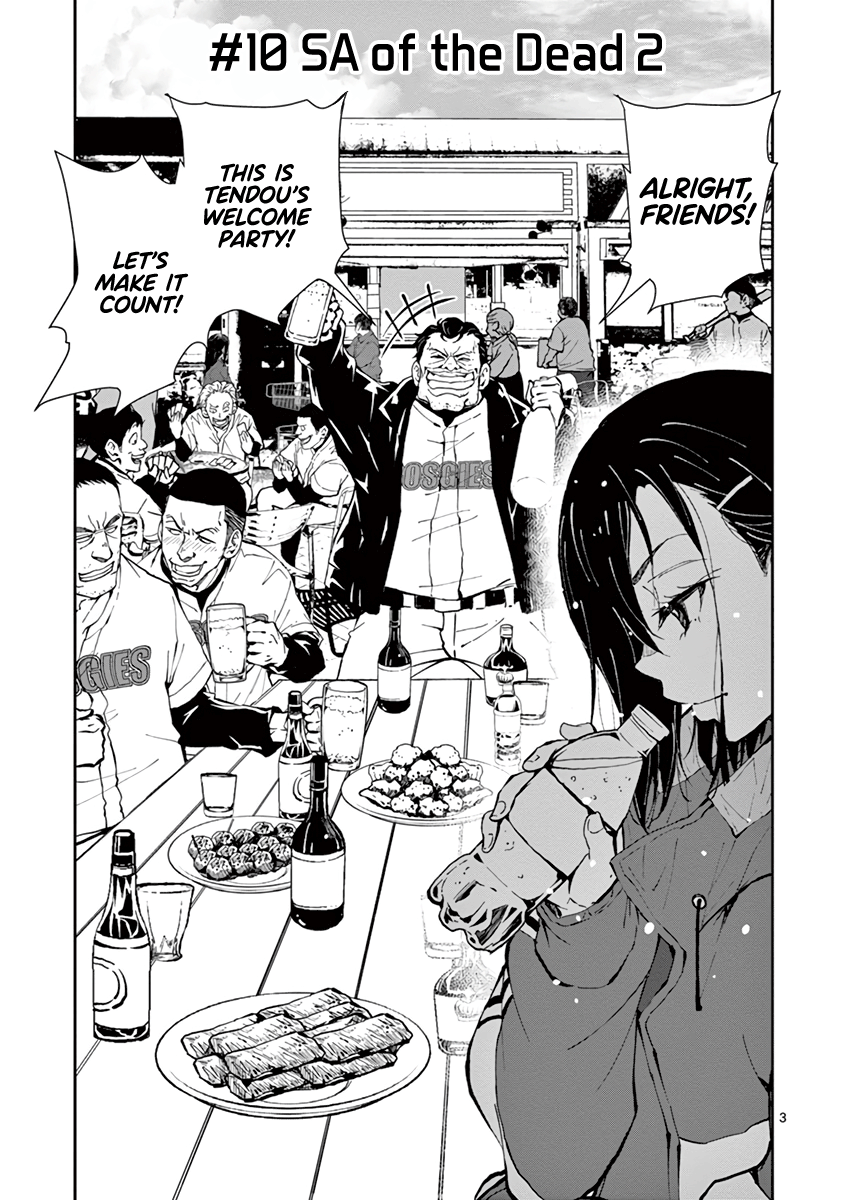 #10 SA of the Dead 2
ALRIGHT,
FRIENDS!
THIS IS
TENDOU'S
WELCOME
PARTY!
LET'S
MAKE IT
COUNT!
OSGIES
SGIES
3